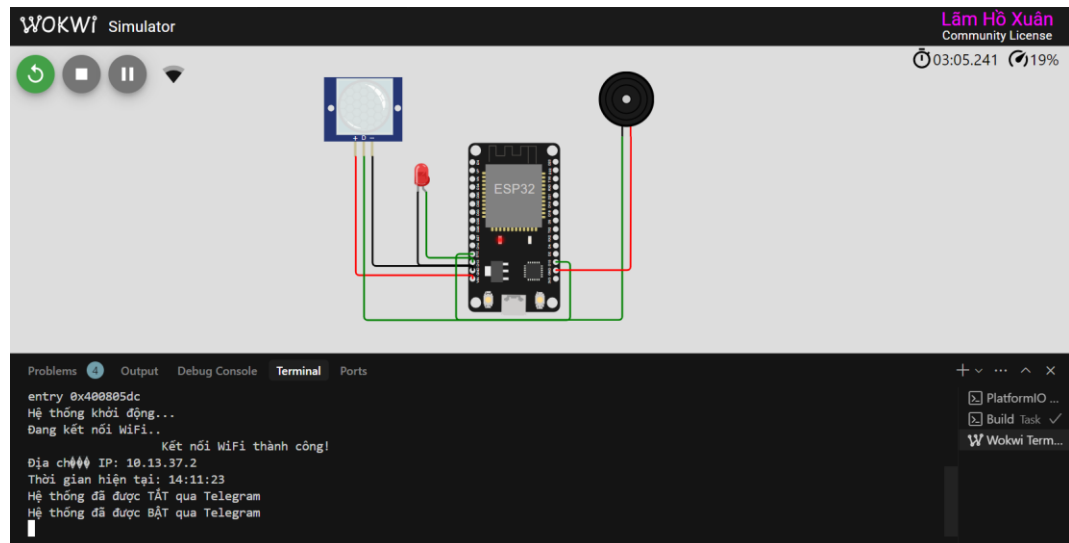 WOKWi Simulator
Lãm Hồ Xuân
Community License
03:05.241 19%
+ D -
ESP32
Problems 4 Output Debug Console Terminal Ports
entry 0x400805dc
Hệ thống khởi động...
Đang kết nối WiFi..
Kết nối WiFi thành công!
Địa ch��� IP: 10.13.37.2
Thời gian hiện tại: 14:11:23
Hệ thống đã được TẮT qua Telegram
Hệ thống đã được BẬT qua Telegram
PlatformIO ...
Build Task
Wokwi Term...